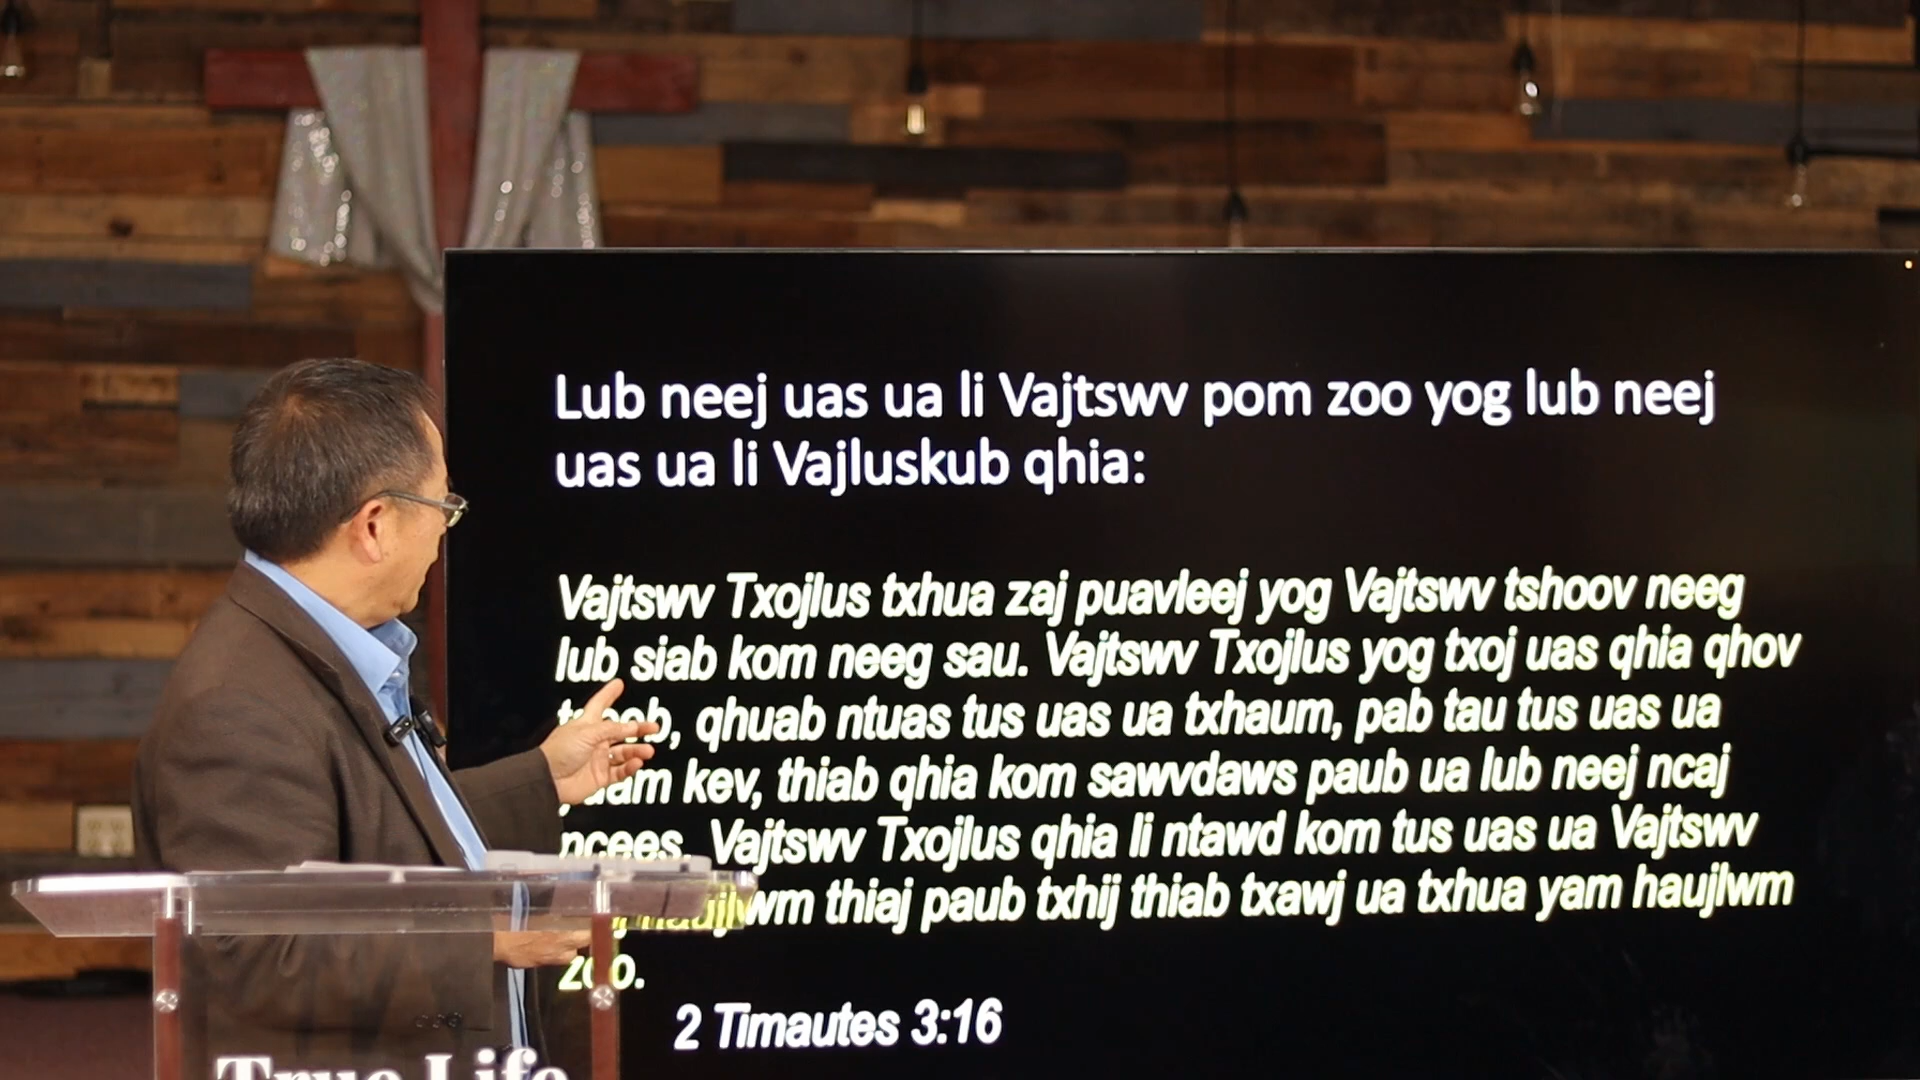 Lub neej uas ua li Vajtswv pom zoo yog lub neej
uas ua li Vajluskub qhia:
Vajtswv Txojlus txhua zaj puavleej yog Vajtswv tshoov neeg
lub siab kom neeg sau. Vajtswv Txojlus yog txoj uas qhia qhov
qhuab ntuas tus uas ua txhaum, pab tau tus uas ua
kev, thiab qhia kom sawvdaws paub ua lub neej ncaj
ncees. Vajtswv Txojlus qhia li ntawd kom tus uas ua Vajtswv
thiaj paub txhij thiab txawj ua txhua yam haujlwm
zoo.
2 Timautes 3:16
True Life